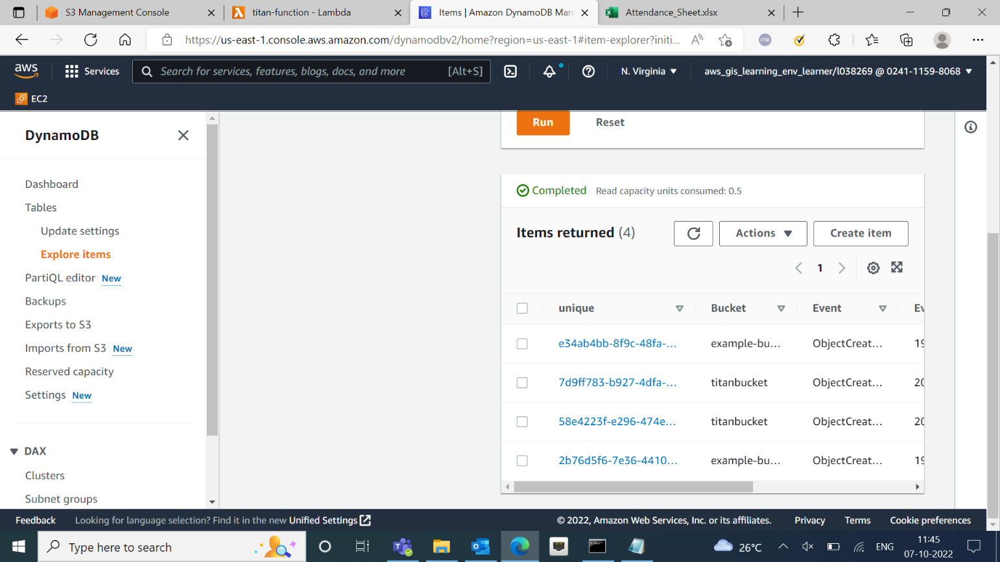 S3 Management Console
titan-function - Lambda
Items | Amazon DynamoDB Man
Attendance_Sheet.xlsx
https://us-east-1.console.aws.amazon.com/dynamodbv2/home?region=us-east-1#item-explorer?initi...
me
aws
Services
Search for services, features, blogs, docs, and more
[Alt+S]
N. Virginia
aws_gis_learning_env_learner/l038269 @ 0241-1159-8068
EC2
DynamoDB
Dashboard
Tables
Update settings
Explore items
PartiQL editor New
Backups
Exports to S3
Imports from S3 New
Reserved capacity
Settings New
DAX
Clusters
Subnet groups
Run
Reset
Completed
Read capacity units consumed: 0.5
Items returned (4)
Actions
Create item
1
unique Bucket Event Ev
e34ab4bb-8f9c-48fa-... example-bu... ObjectCreat... 19
7d9ff783-b927-4dfa-... titanbucket ObjectCreat... 20
58e4223f-e296-474e... titanbucket ObjectCreat... 20
2b76d5f6-7e36-4410... example-bu... ObjectCreat... 19
Feedback
Looking for language selection? Find it in the new Unified Settings
© 2022, Amazon Web Services, Inc. or its affiliates.
Privacy
Terms
Cookie preferences
Type here to search
26°C
ENG
11:45
07-10-2022